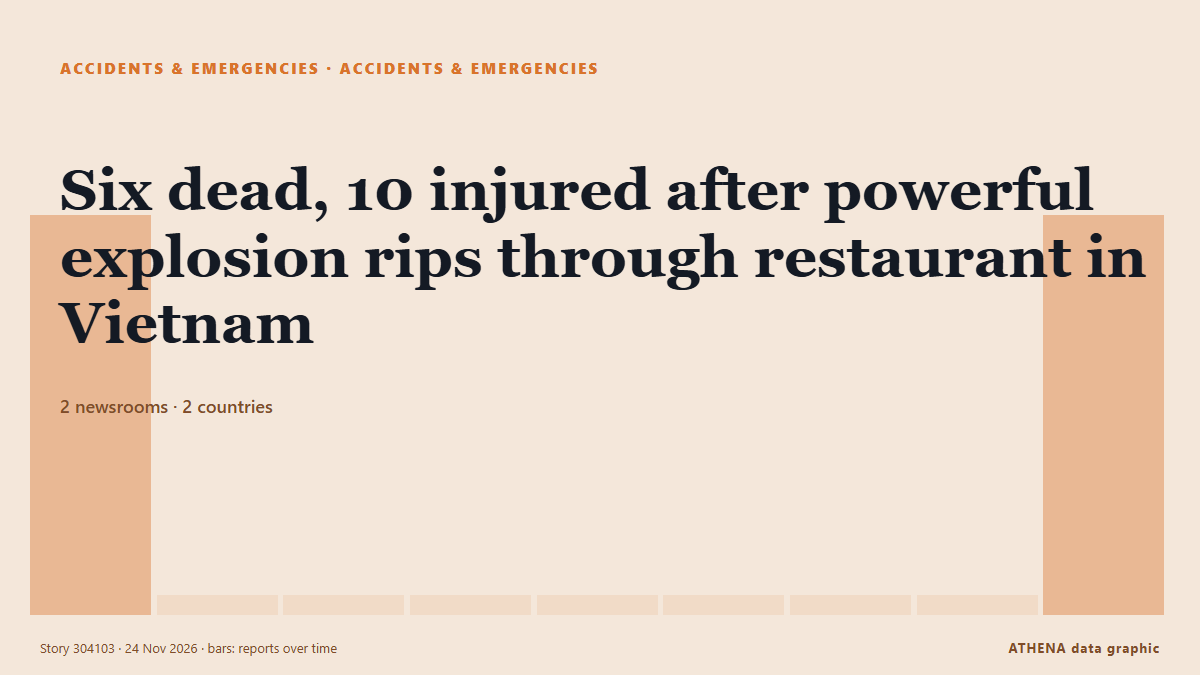 ACCIDENTS & EMERGENCIES · ACCIDENTS & EMERGENCIES
Six dead, 10 injured after powerful
explosion rips through restaurant in
Vietnam
2 newsrooms · 2 countries
Story 304103 · 24 Nov 2026 · bars: reports over time
ATHENA data graphic